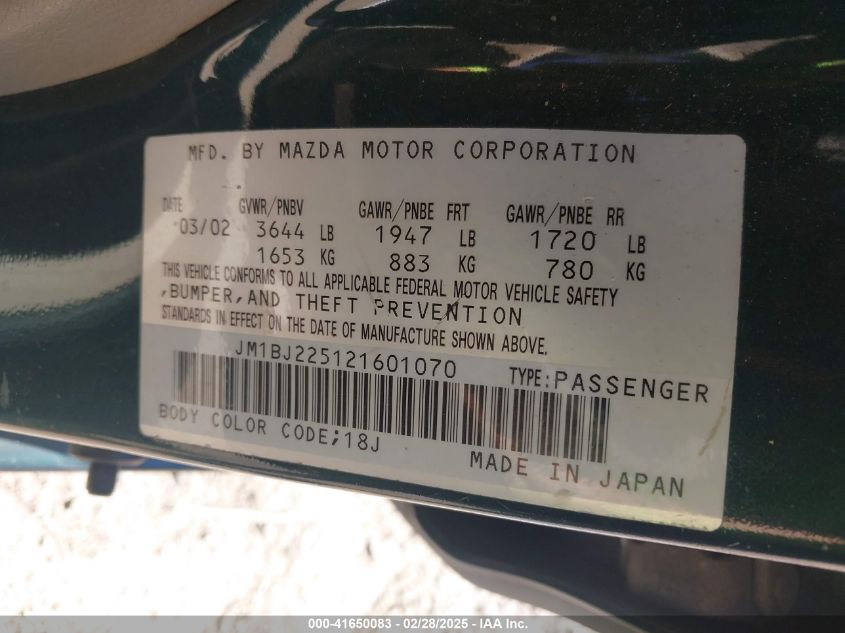 MFD. BY MAZDA MOTOR CORPORATION
DATE GVWR/PNBV GAWR/PNBE FRT GAWR/PNBE RR
03/02 3644 LB 1947 LB 1720 LB
1653 KG 883 KG 780 KG
THIS VEHICLE CONFORMS TO ALL APPLICABLE FEDERAL MOTOR VEHICLE SAFETY
,BUMPER,AND THEFT PREVENTION
STANDARDS IN EFFECT ON THE DATE OF MANUFACTURE SHOWN ABOVE.
JM1BJ225121601070 TYPE:PASSENGER
BODY COLOR CODE;18J
MADE IN JAPAN
000-41650083 - 02/28/2025 - IAA Inc.